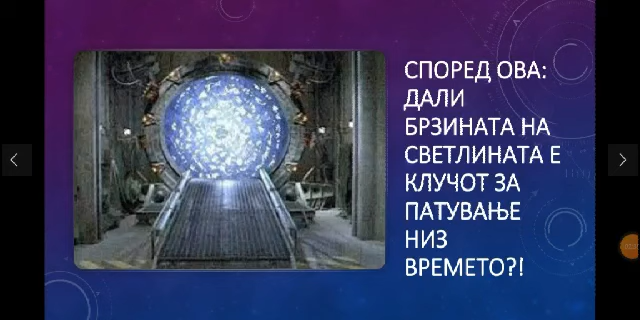 СПОРЕД ОВА:
ДАЛИ
БРЗИНАТА НА
СВЕТЛИНАТА Е
КЛУЧОТ ЗА
ПАТУВАЊЕ
НИЗ
ВРЕМЕТО?!